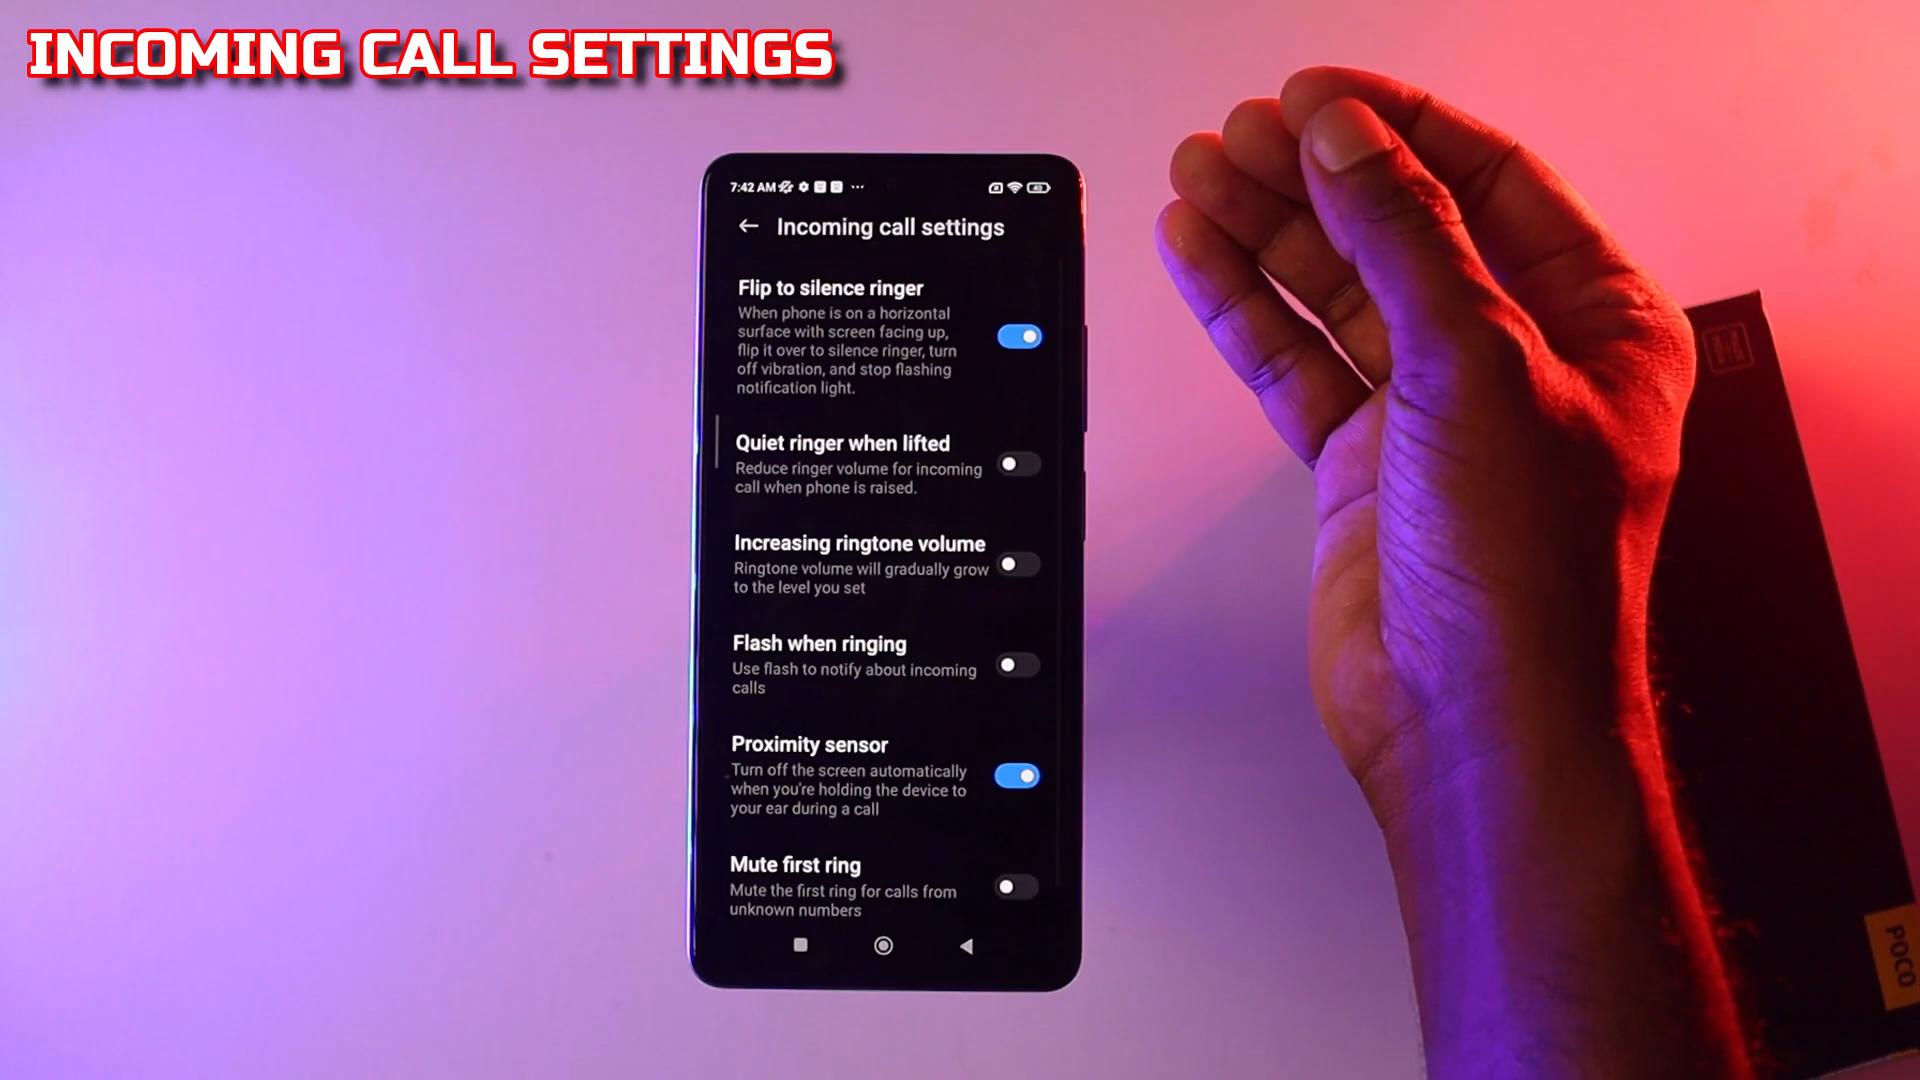 INCOMING CALL SETTINGS
7:42 AM
Incoming call settings
Flip to silence ringer
When phone is on a horizontal
surface with screen facing up,
flip it over to silence ringer, turn
off vibration, and stop flashing
notification light.
Quiet ringer when lifted
Reduce ringer volume for incoming
call when phone is raised.
Increasing ringtone volume
Ringtone volume will gradually grow
to the level you set
Flash when ringing
Use flash to notify about incoming
calls
Proximity sensor
Turn off the screen automatically
when you're holding the device to
your ear during a call
Mute first ring
Mute the first ring for calls from
unknown numbers
POCO